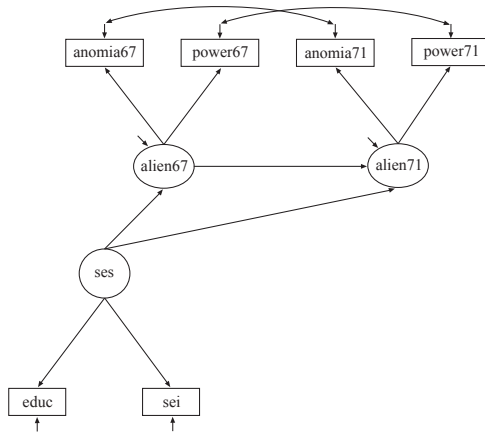 anomia67 power67 anomia71 power71
alien67 alien71
ses
educ sei